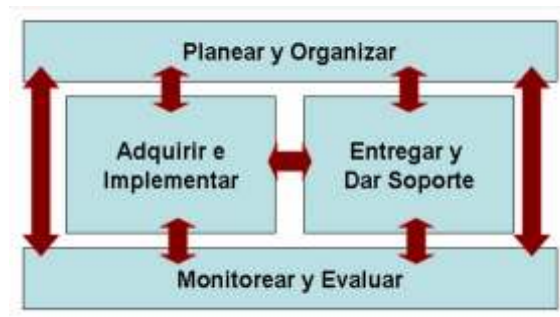 Planear y Organizar
Adquirir e
Implementar
Entregar y
Dar Soporte
Monitorear y Evaluar